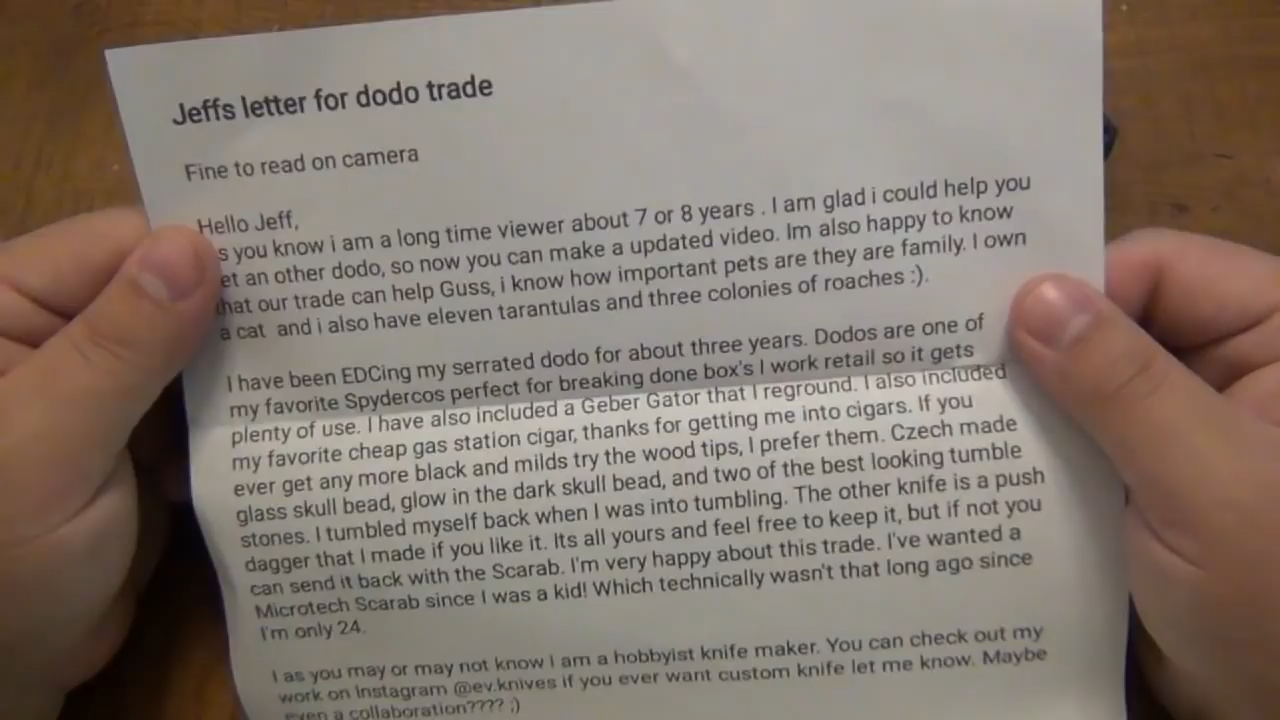 Jeffs letter for dodo trade
Fine to read on camera
Hello Jeff,
s you know i am a long time viewer about 7 or 8 years . I am glad i could help you
et an other dodo, so now you can make a updated video. Im also happy to know
hat our trade can help Guss, i know how important pets are they are family. I own
a cat and i also have eleven tarantulas and three colonies of roaches :).
I have been EDCing my serrated dodo for about three years. Dodos are one of
my favorite Spydercos perfect for breaking done box's I work retail so it gets
plenty of use. I have also included a Geber Gator that I reground. I also included
my favorite cheap gas station cigar, thanks for getting me into cigars. If you
ever get any more black and milds try the wood tips, I prefer them. Czech made
glass skull bead, glow in the dark skull bead, and two of the best looking tumble
stones. I tumbled myself back when I was into tumbling. The other knife is a push
dagger that I made if you like it. Its all yours and feel free to keep it, but if not you
can send it back with the Scarab. I'm very happy about this trade. I've wanted a
Microtech Scarab since I was a kid! Which technically wasn't that long ago since
I'm only 24.
I as you may or may not know I am a hobbyist knife maker. You can check out my
work on Instagram @ev.knives if you ever want custom knife let me know. Maybe
even a collaboration???? ;)